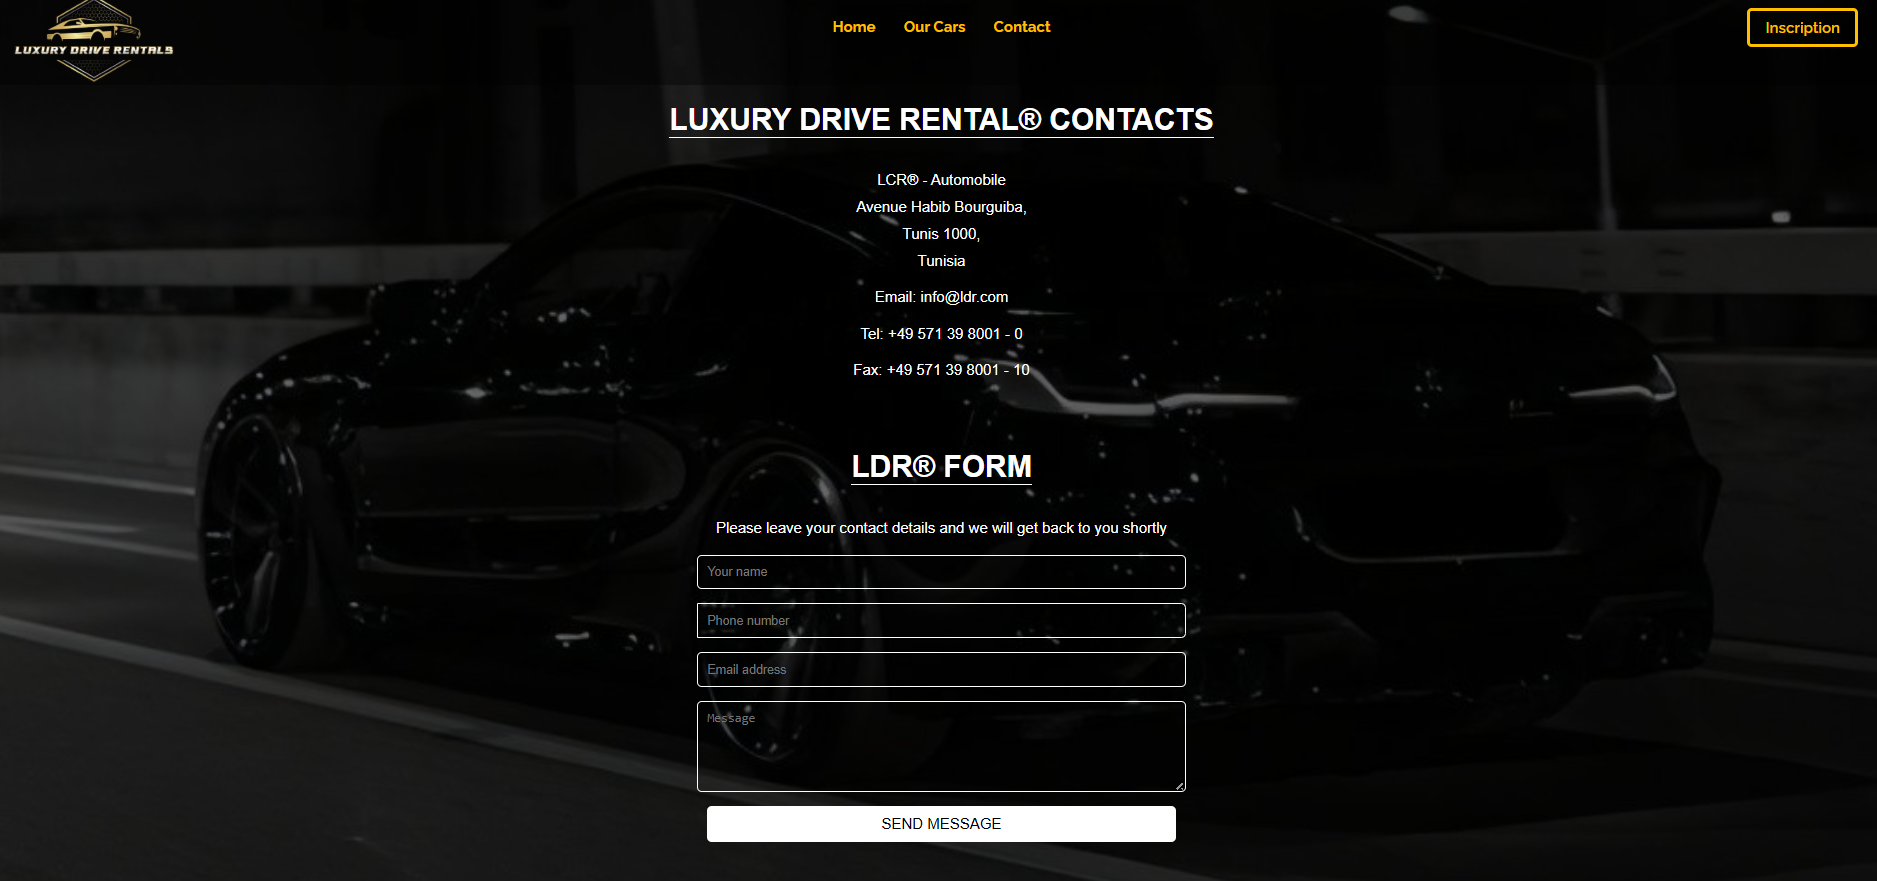 LUXURY DRIVE RENTALS
Home
Our Cars
Contact
Inscription
LUXURY DRIVE RENTAL® CONTACTS
LCR® - Automobile
Avenue Habib Bourguiba,
Tunis 1000,
Tunisia
Email: info@ldr.com
Tel: +49 571 39 8001 - 0
Fax: +49 571 39 8001 - 10
LDR® FORM
Please leave your contact details and we will get back to you shortly
Your name
Phone number
Email address
Message
SEND MESSAGE